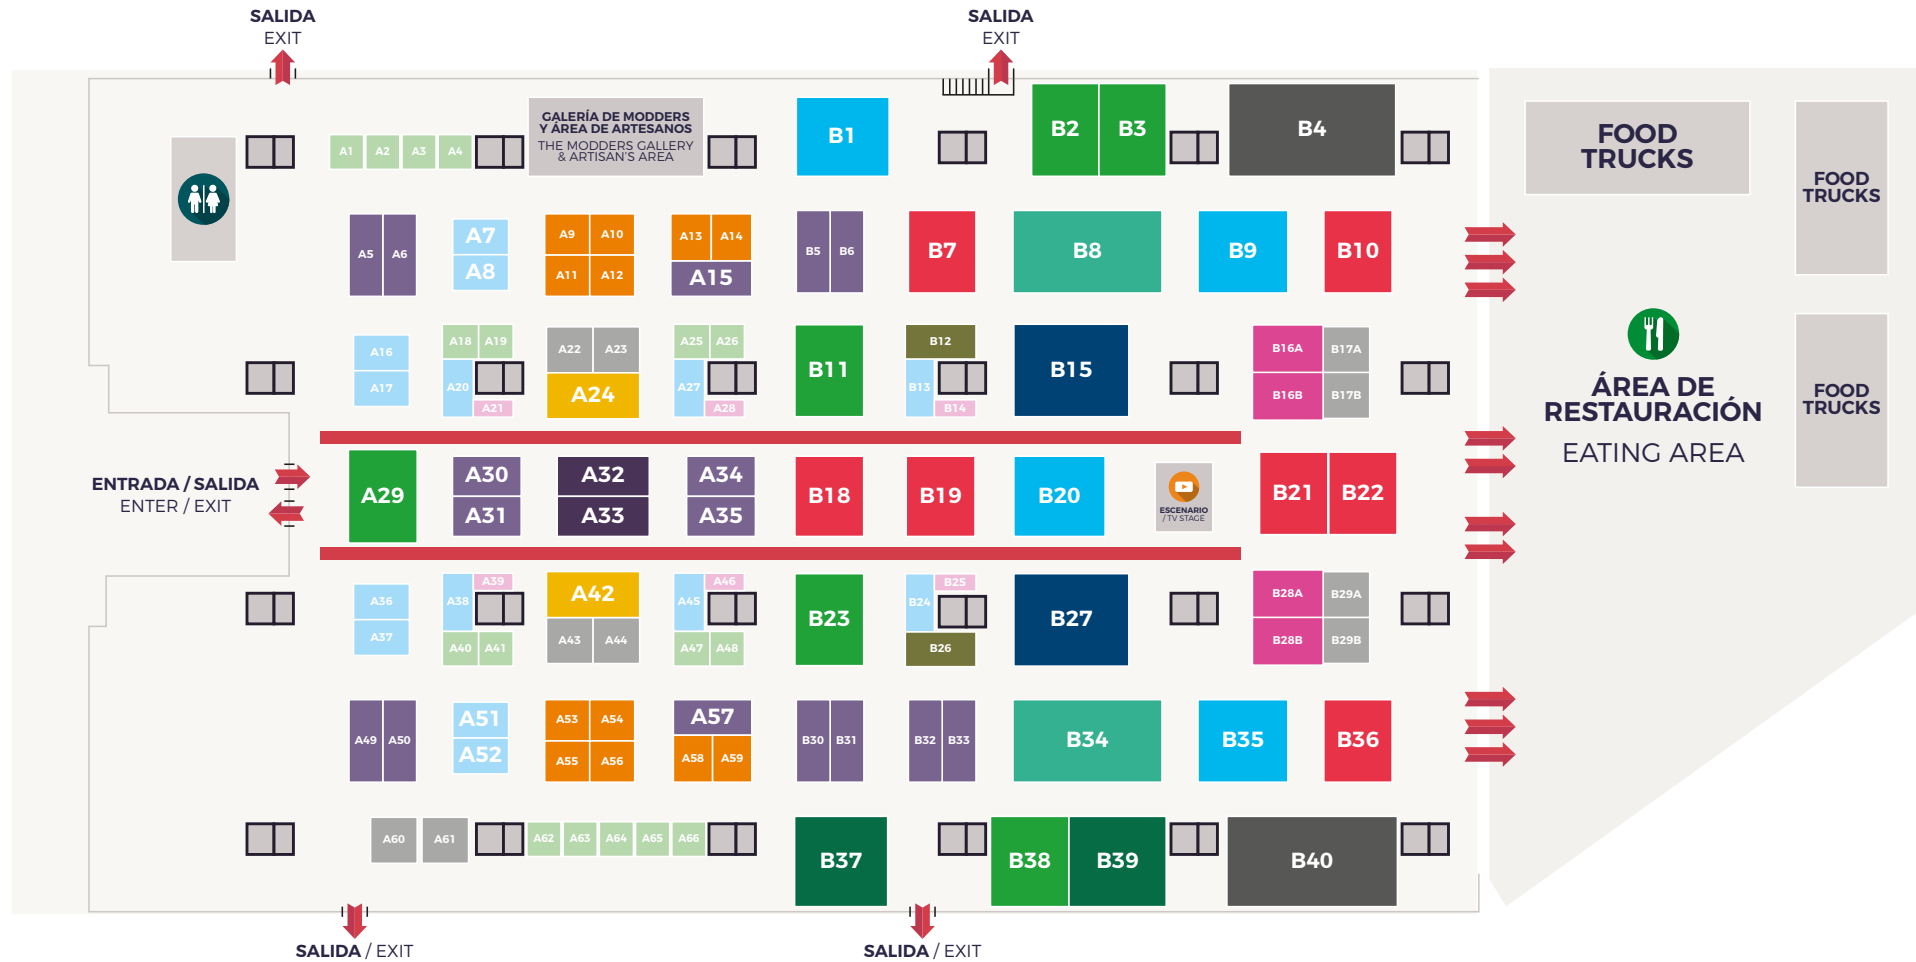 SALIDA
EXIT
SALIDA
EXIT
GALERÍA DE MODDERS
Y ÁREA DE ARTESANOS
THE MODDERS GALLERY
& ARTISAN'S AREA
A1 A2 A3 A4
B1
B2 B3
B4
FOOD
TRUCKS
FOOD
TRUCKS
A5 A6
A7
A8
A9 A10
A11 A12
A13 A14
A15
B5 B6
B7
B8
B9
B10
A16
A17
A18 A19
A20
A21
A22 A23
A24
A25 A26
A27
A28
B11
B12
B13
B14
B15
B16A B17A
B16B B17B
ÁREA DE
RESTAURACIÓN
EATING AREA
FOOD
TRUCKS
ENTRADA / SALIDA
ENTER / EXIT
A29
A30
A31
A32
A33
A34
A35
B18
B19
B20
ESCENARIO
/ TV STAGE
B21 B22
A36
A37
A38
A39
A40 A41
A42
A43 A44
A45
A46
A47 A48
B23
B24
B25
B26
B27
B28A B29A
B28B B29B
A49 A50
A51
A52
A53 A54
A55 A56
A57
A58 A59
B30 B31
B32 B33
B34
B35
B36
A60 A61
A62 A63 A64 A65 A66
B37
B38 B39
B40
SALIDA / EXIT
SALIDA / EXIT